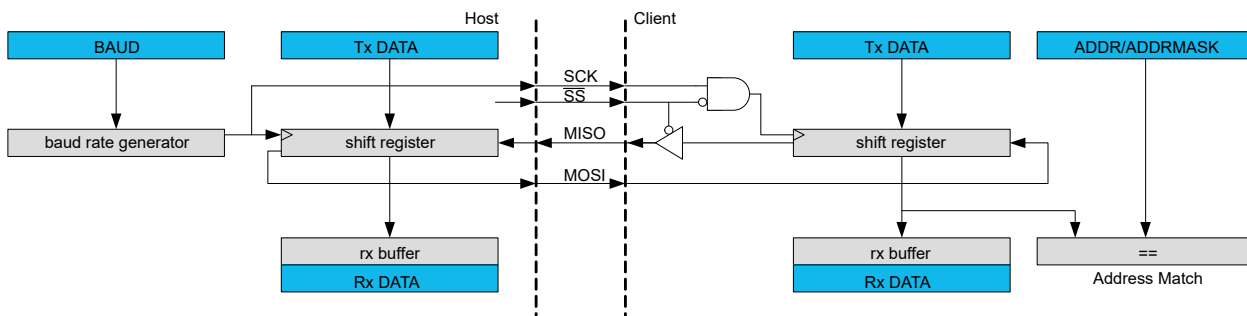 Host Client
BAUD Tx DATA Tx DATA ADDR/ADDRMASK
SCK
SS
baud rate generator shift register MISO shift register
MOSI
rx buffer rx buffer ==
Rx DATA Rx DATA Address Match